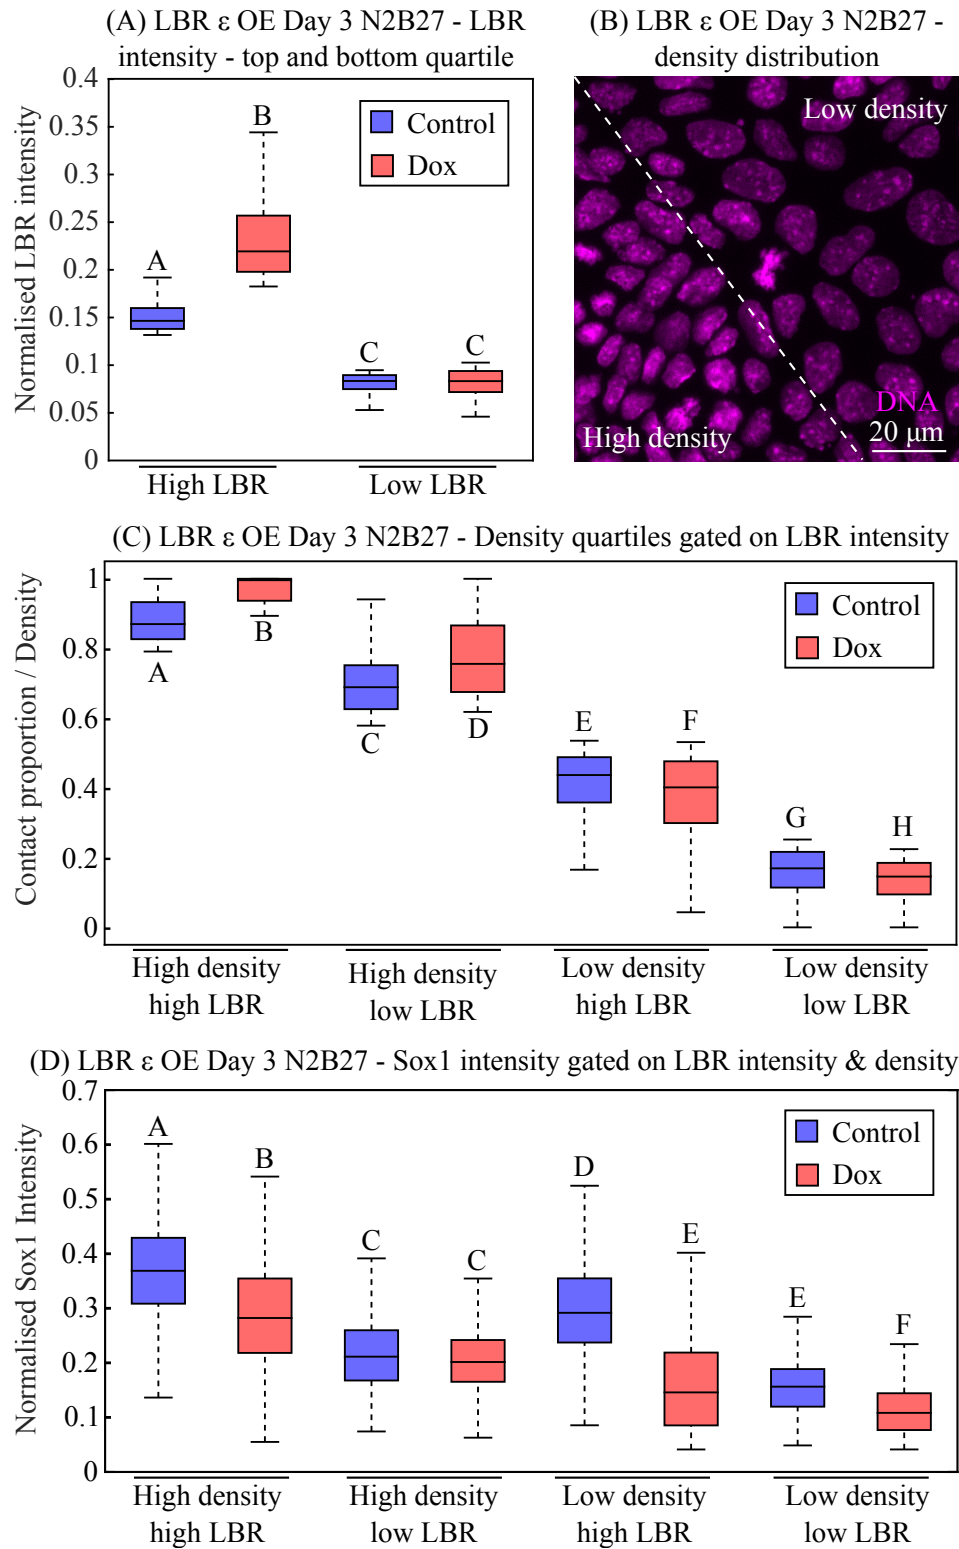 (A) LBR ε OE Day 3 N2B27 - LBR
intensity - top and bottom quartile
(B) LBR ε OE Day 3 N2B27 -
density distribution
Normalised LBR intensity
0.4
0.35
0.3
0.25
0.2
0.15
0.1
0.05
0
A
B
C
C
Control
Dox
High LBR
Low LBR
Low density
High density
DNA
20 μm
(C) LBR ε OE Day 3 N2B27 - Density quartiles gated on LBR intensity
Contact proportion / Density
1
0.8
0.6
0.4
0.2
0
A
B
C
D
E
F
G
H
Control
Dox
High density
high LBR
High density
low LBR
Low density
high LBR
Low density
low LBR
(D) LBR ε OE Day 3 N2B27 - Sox1 intensity gated on LBR intensity & density
Normalised Sox1 Intensity
0.7
0.6
0.5
0.4
0.3
0.2
0.1
0
A
B
C
C
D
E
E
F
Control
Dox
High density
high LBR
High density
low LBR
Low density
high LBR
Low density
low LBR